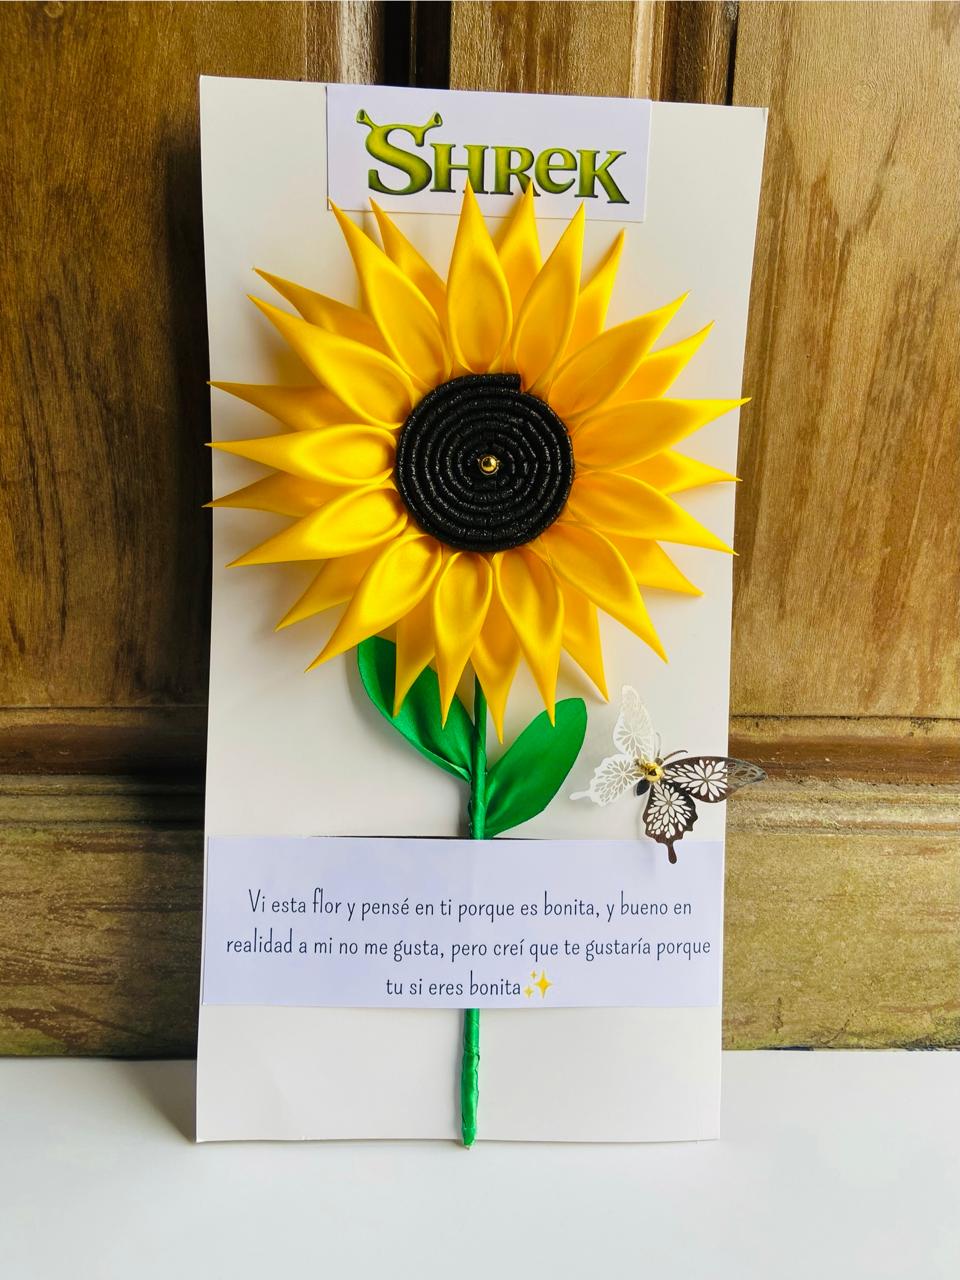 SHREK
Vi esta flor y pensé en ti porque es bonita, y bueno en
realidad a mi no me gusta, pero creí que te gustaría porque
tu si eres bonita✨